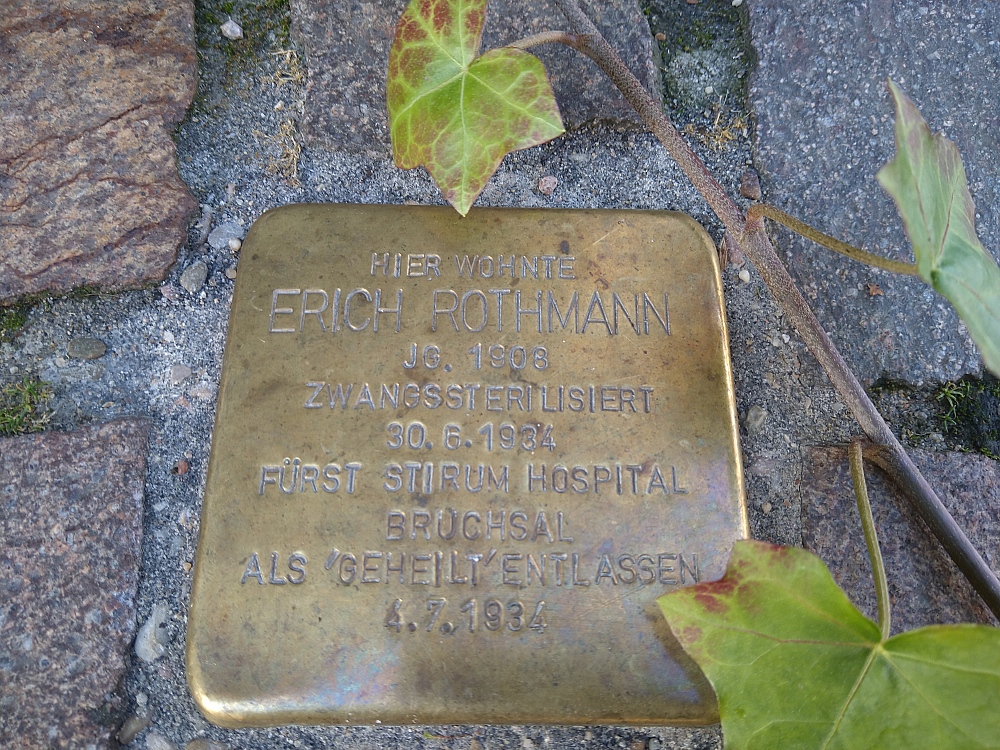 HIER WOHNTE
ERICH ROTHMANN
JG. 1908
ZWANGSSTERILISIERT
30.6.1934
FÜRST STIRUM HOSPITAL
BRUCHSAL
ALS 'GEHEILT' ENTLASSEN
4.7.1934